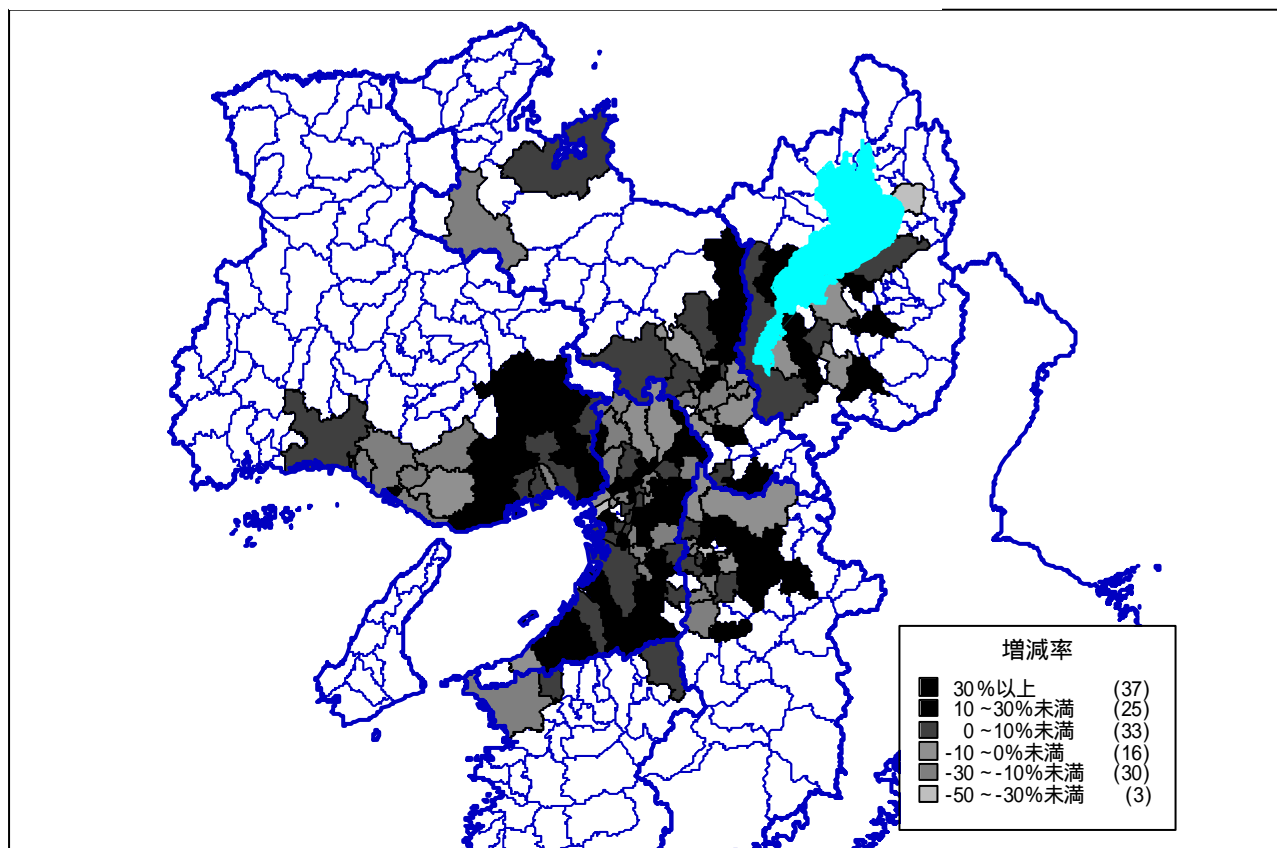 増減率
30%以上 (37)
10 ~30%未満 (25)
0 ~10%未満 (33)
-10 ~0%未満 (16)
-30 ~-10%未満 (30)
-50 ~-30%未満 (3)